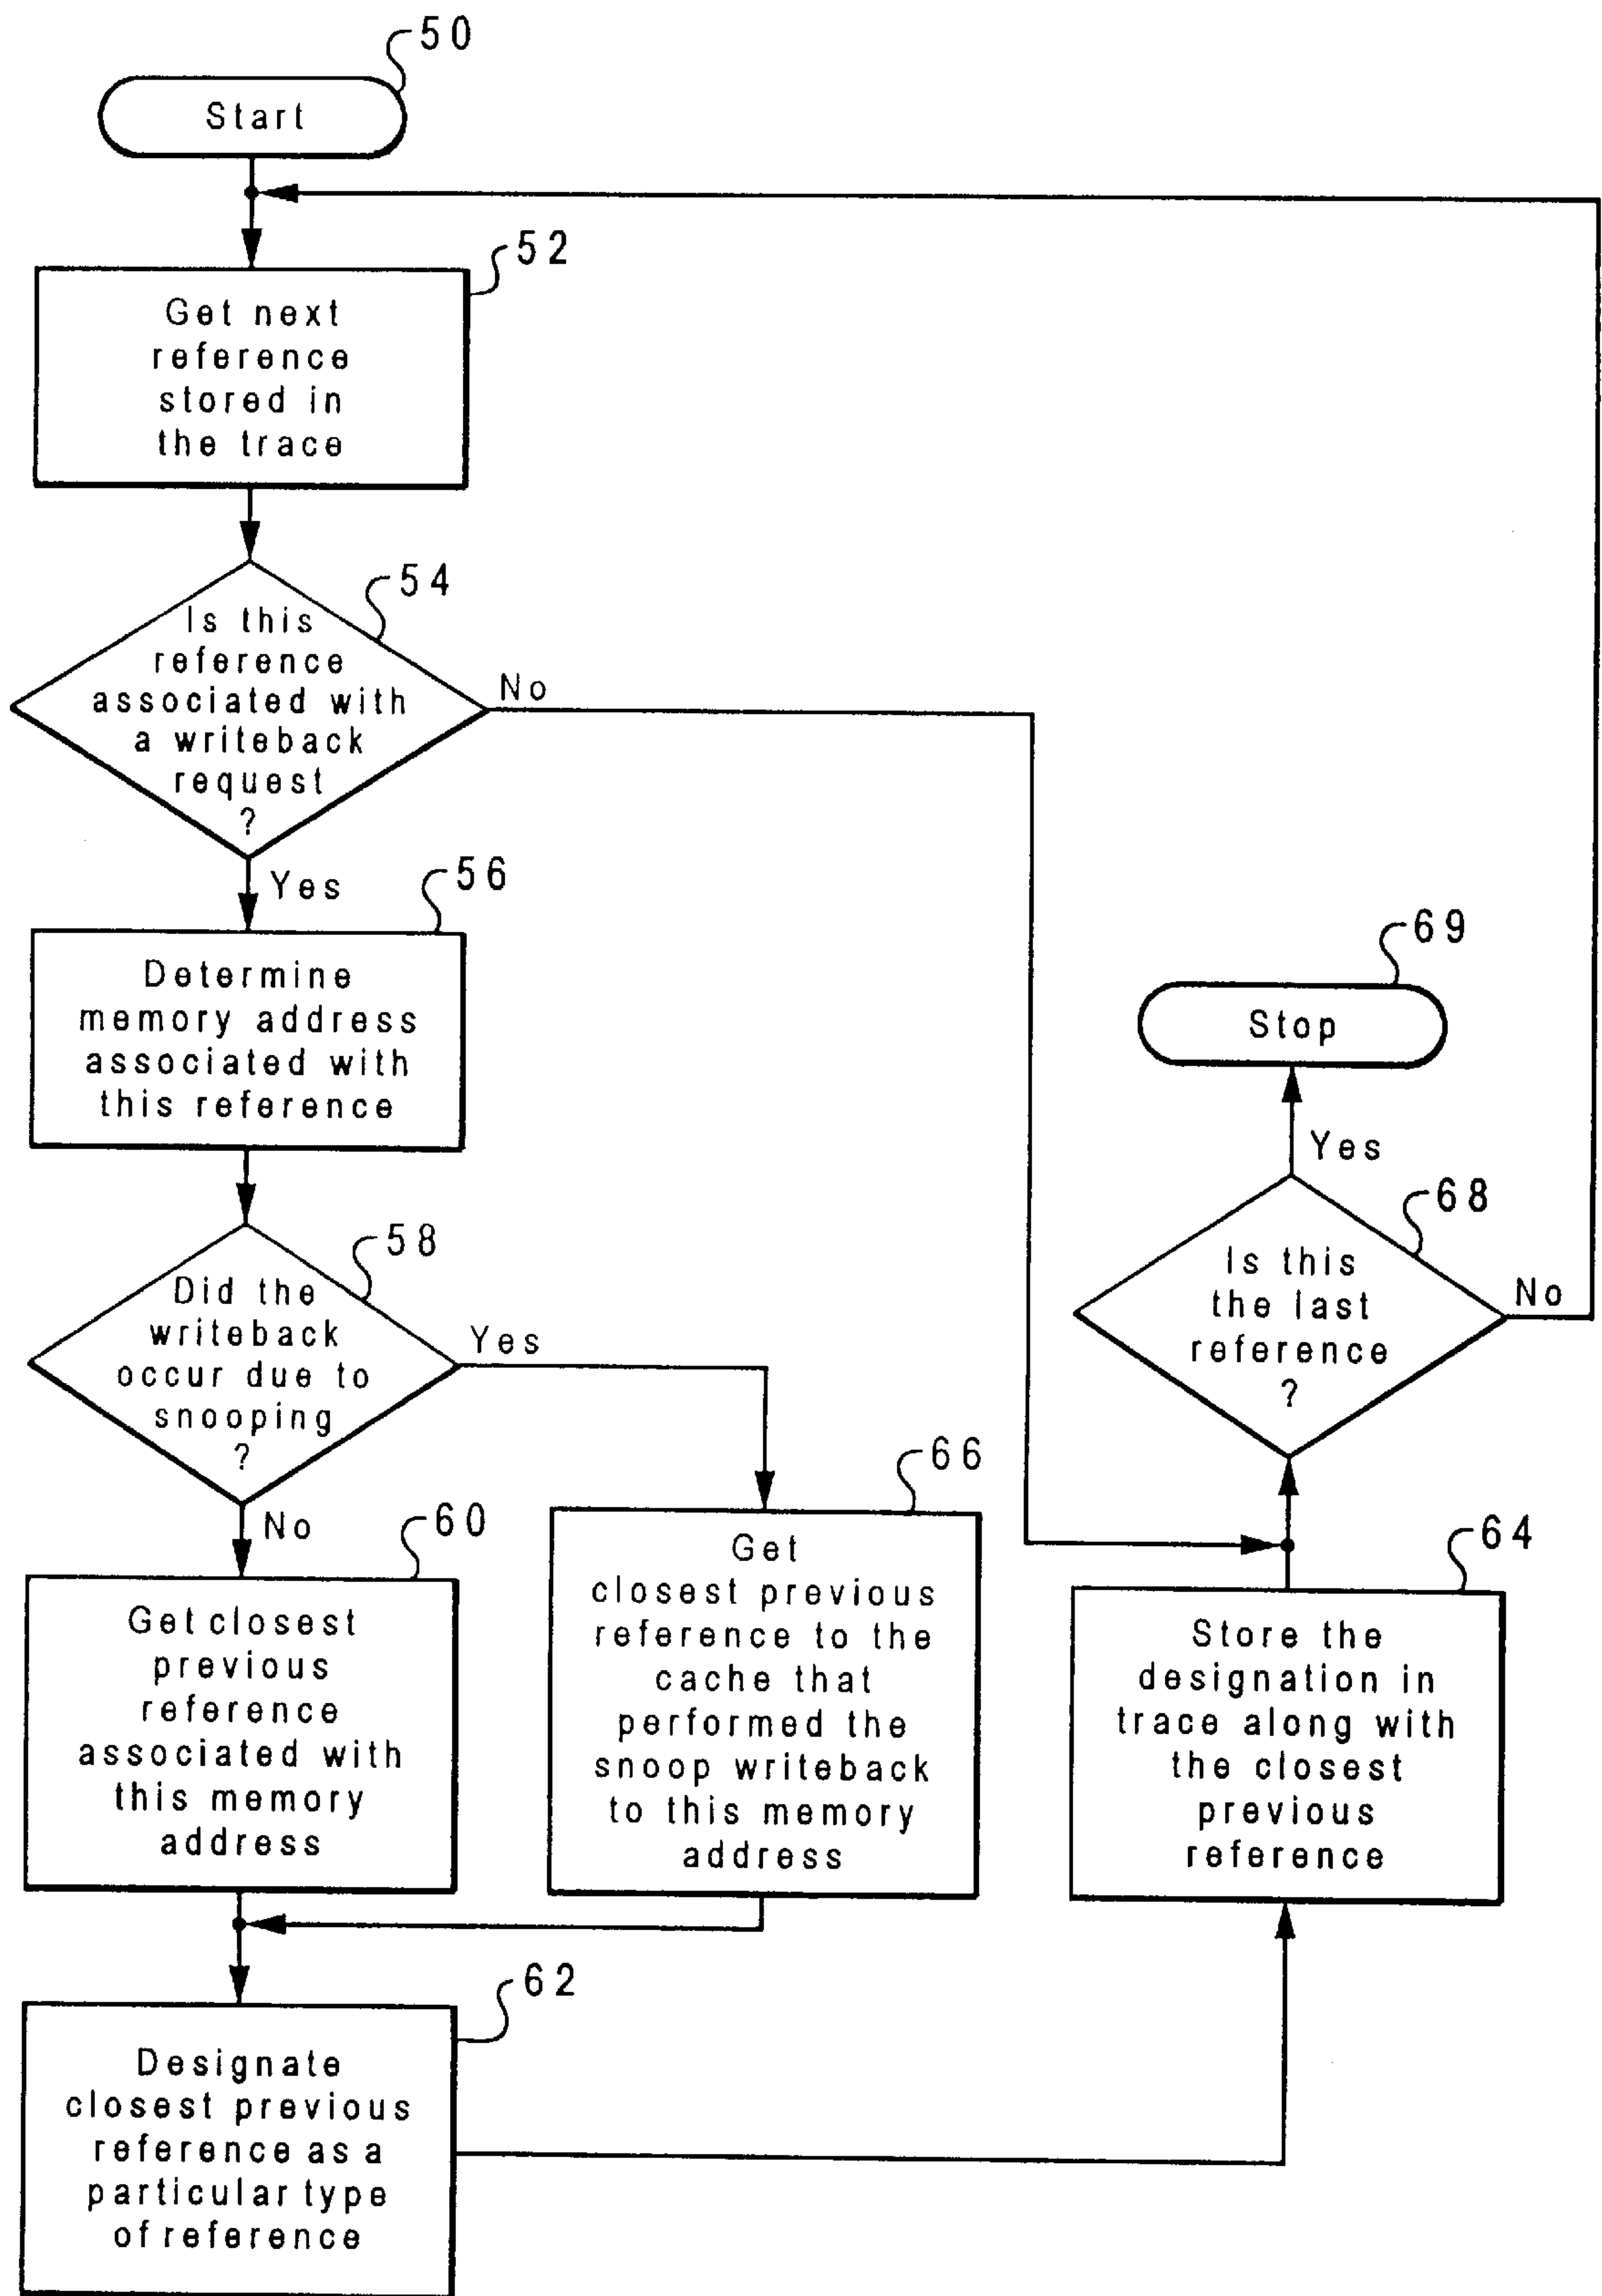 50
Start
52
Get next
reference
stored in
the trace
54
Is this
reference
associated with
a writeback
request
?
No
Yes
56
Determine
memory address
associated with
this reference
58
Did the
writeback
occur due to
snooping
?
Yes
No
60
Get closest
previous
reference
associated with
this memory
address
66
Get
closest previous
reference to the
cache that
performed the
snoop writeback
to this memory
address
62
Designate
closest previous
reference as a
particular type
of reference
64
Store the
designation in
trace along with
the closest
previous
reference
68
Is this
the last
reference
?
No
Yes
69
Stop